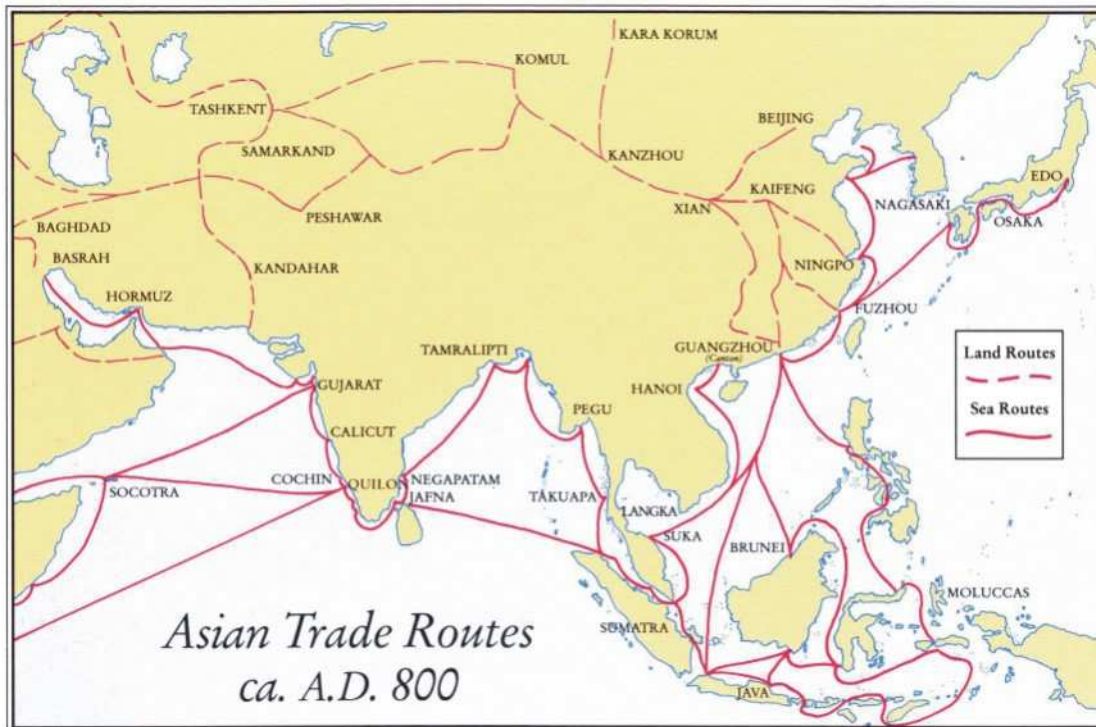 KARA KORUM
KOMUL
TASHKENT
BEIJING
SAMARKAND
KANZHOU
EDO
KAIFENG
NAGASAKI
XIAN
OSAKA
PESHAWAR
BAGHDAD
BASRAH
KANDAHAR
NINGPO
HORMUZ
FUZHOU
TAMRALIPTI
GUANGZHOU
(Canton)
Land Routes
GUJARAT
HANOI
Sea Routes
PEGU
CALICUT
COCHIN
QUILON
NEGAPATAM
SOCOTRA
JAFNA
TAKUAPA
LANGKA
SUKA
BRUNEI
MOLUCCAS
SUMATRA
JAVA
Asian Trade Routes
ca. A.D. 800